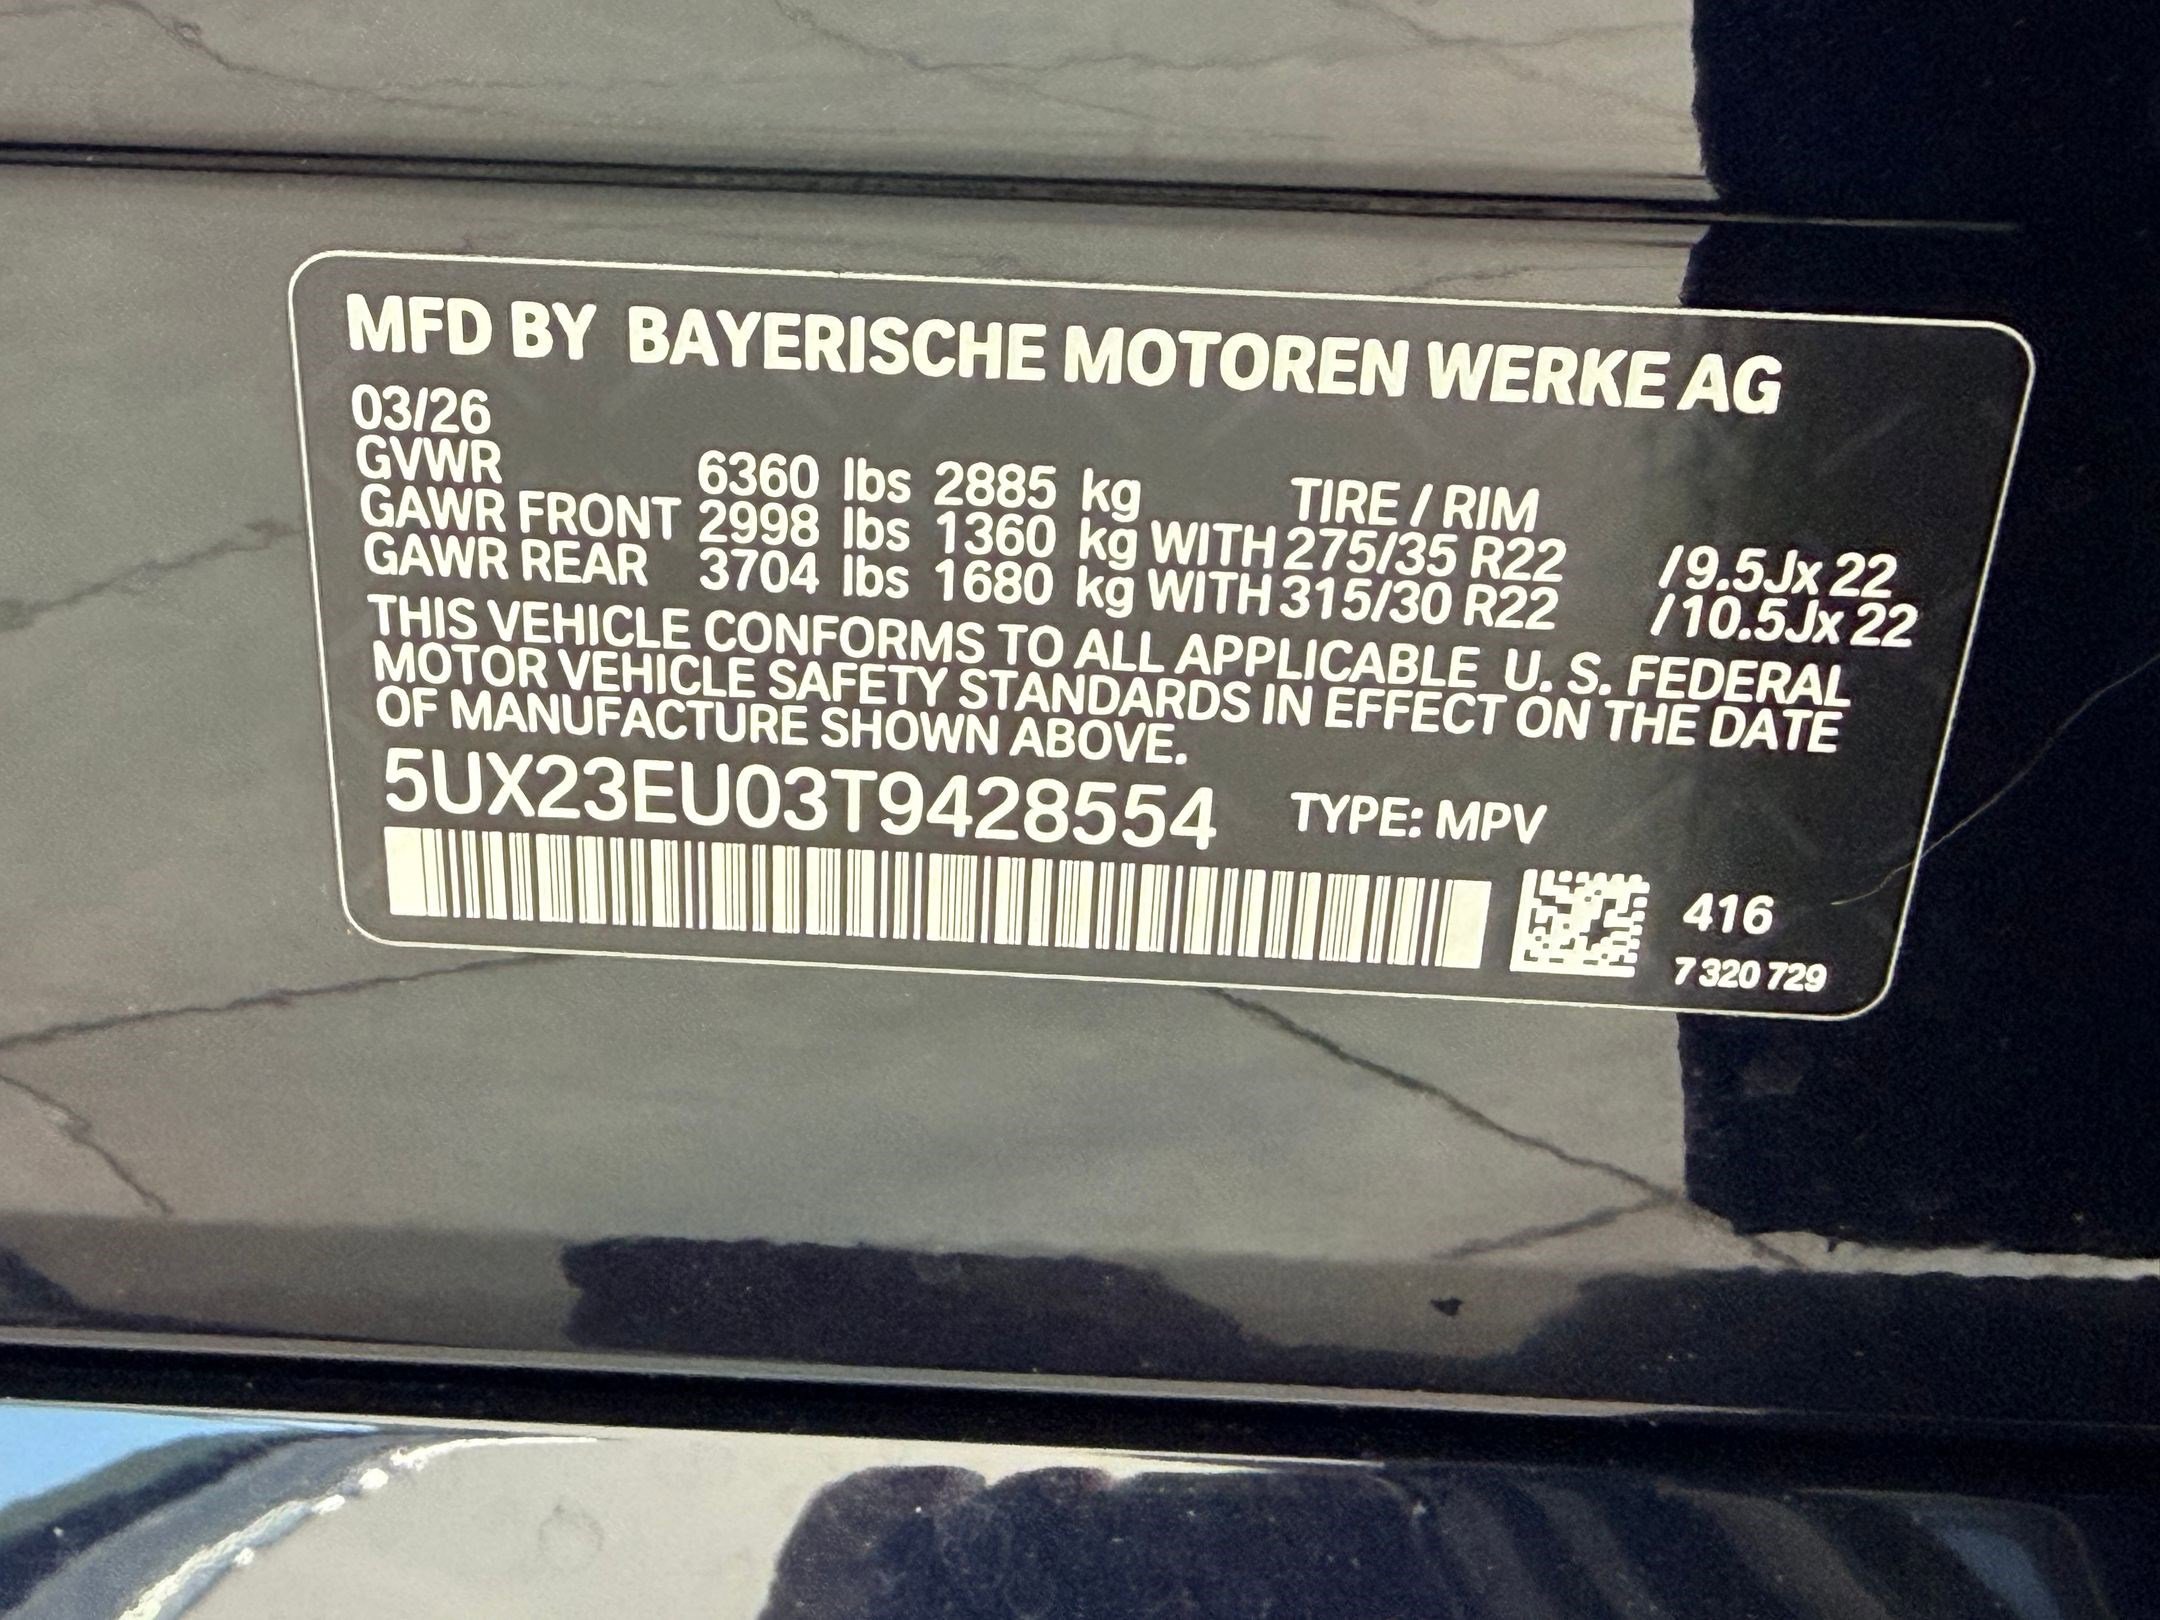 MFD BY BAYERISCHE MOTOREN WERKE AG
03/26
GVWR 6360 lbs 2885 kg TIRE / RIM
GAWR FRONT 2998 lbs 1360 kg WITH 275/35 R22 /9.5Jx 22
GAWR REAR 3704 lbs 1680 kg WITH 315/30 R22 /10.5Jx 22
THIS VEHICLE CONFORMS TO ALL APPLICABLE U. S. FEDERAL
MOTOR VEHICLE SAFETY STANDARDS IN EFFECT ON THE DATE
OF MANUFACTURE SHOWN ABOVE.
5UX23EU03T9428554 TYPE: MPV
416
7 320 729